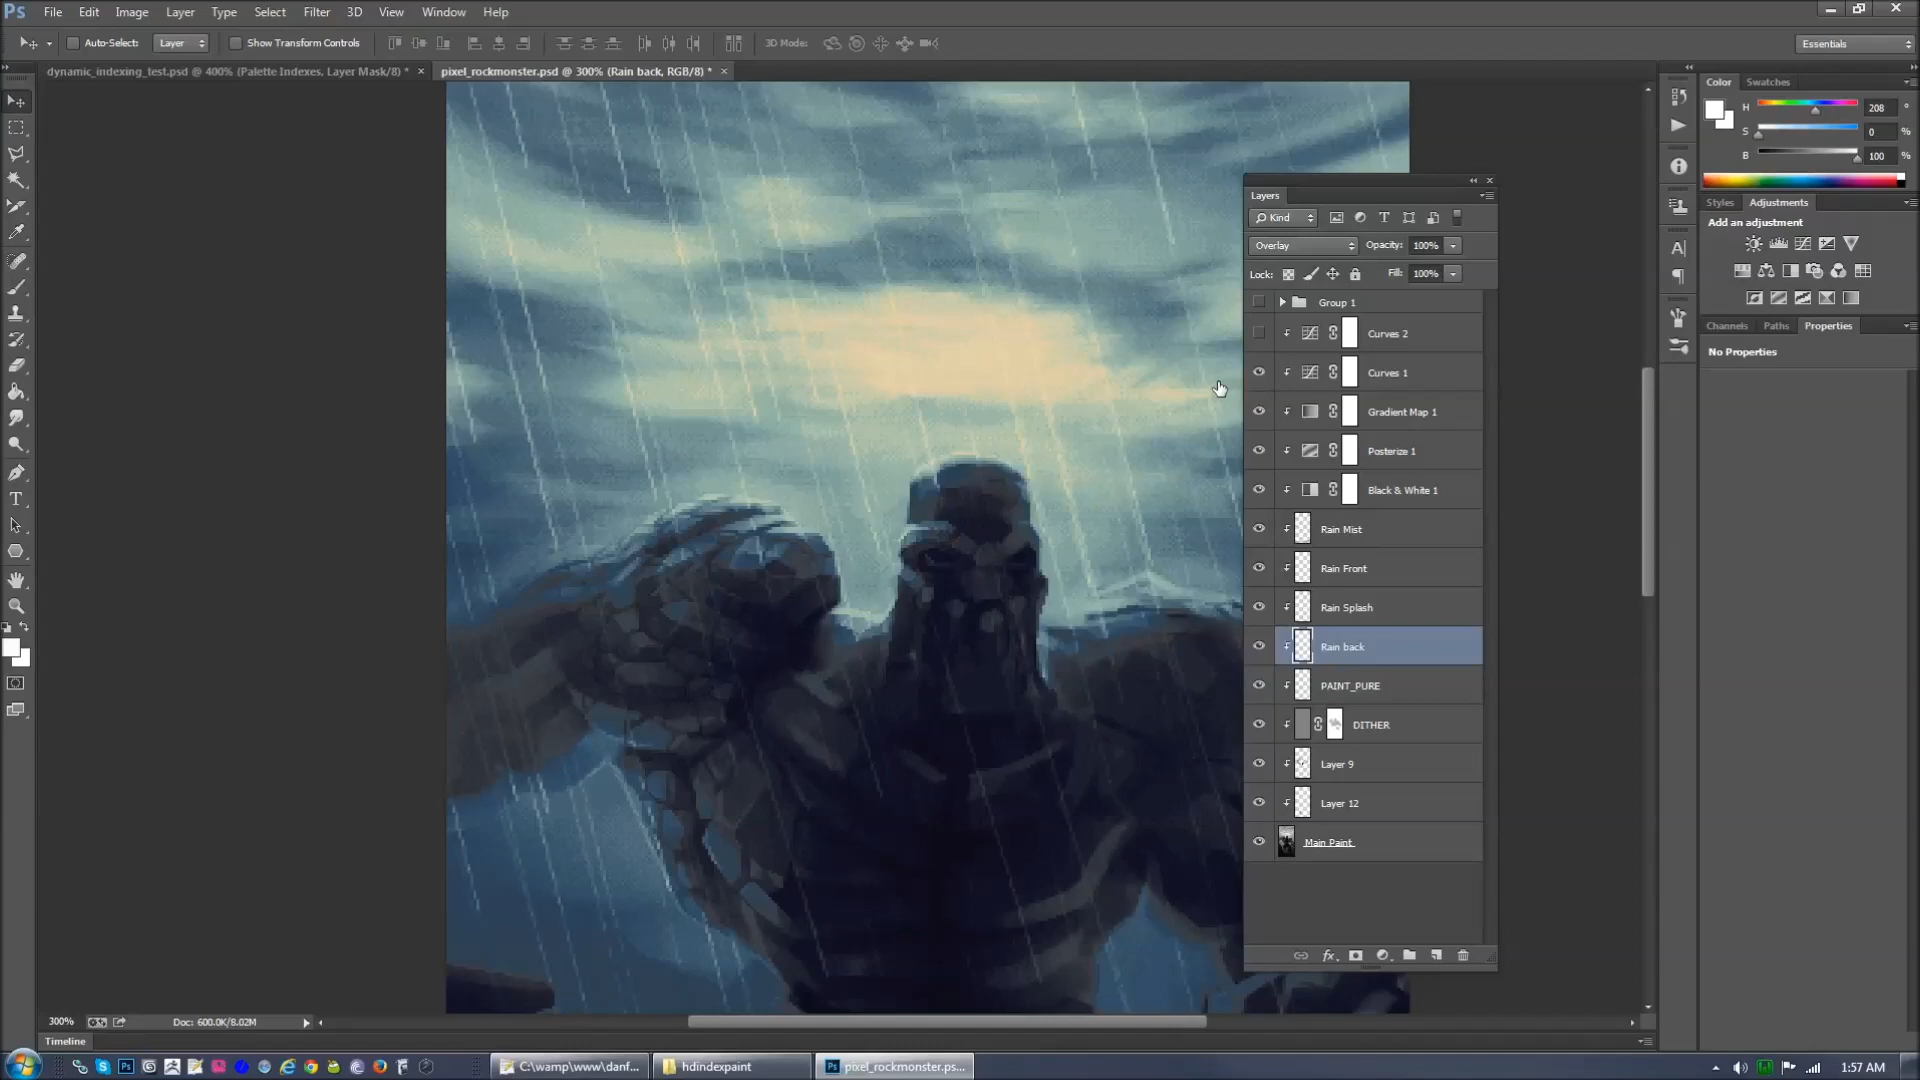 Ps File Edit Image Layer Type Select Filter 3D View Window Help
Auto-Select: Layer Show Transform Controls 3D Mode: Essentials
dynamic_indexing_test.psd @ 400% (Palette Indexes, Layer Mask/8) * × pixel_rockmonster.psd @ 300% (Rain back, RGB/8) * ×
Color Swatches
H 208 °
S 0 %
B 100 %
Styles Adjustments
Add an adjustment
Channels Paths Properties
No Properties
Layers
Kind
Overlay Opacity: 100%
Lock: Fill: 100%
Group 1
Curves 2
Curves 1
Gradient Map 1
Posterize 1
Black & White 1
Rain Mist
Rain Front
Rain Splash
Rain back
PAINT_PURE
DITHER
Layer 9
Layer 12
Main Paint
fx
300% Doc: 600.0K/8.02M
Timeline
C:\wamp\www\danf... hdindexpaint pixel_rockmonster.ps... 1:57 AM